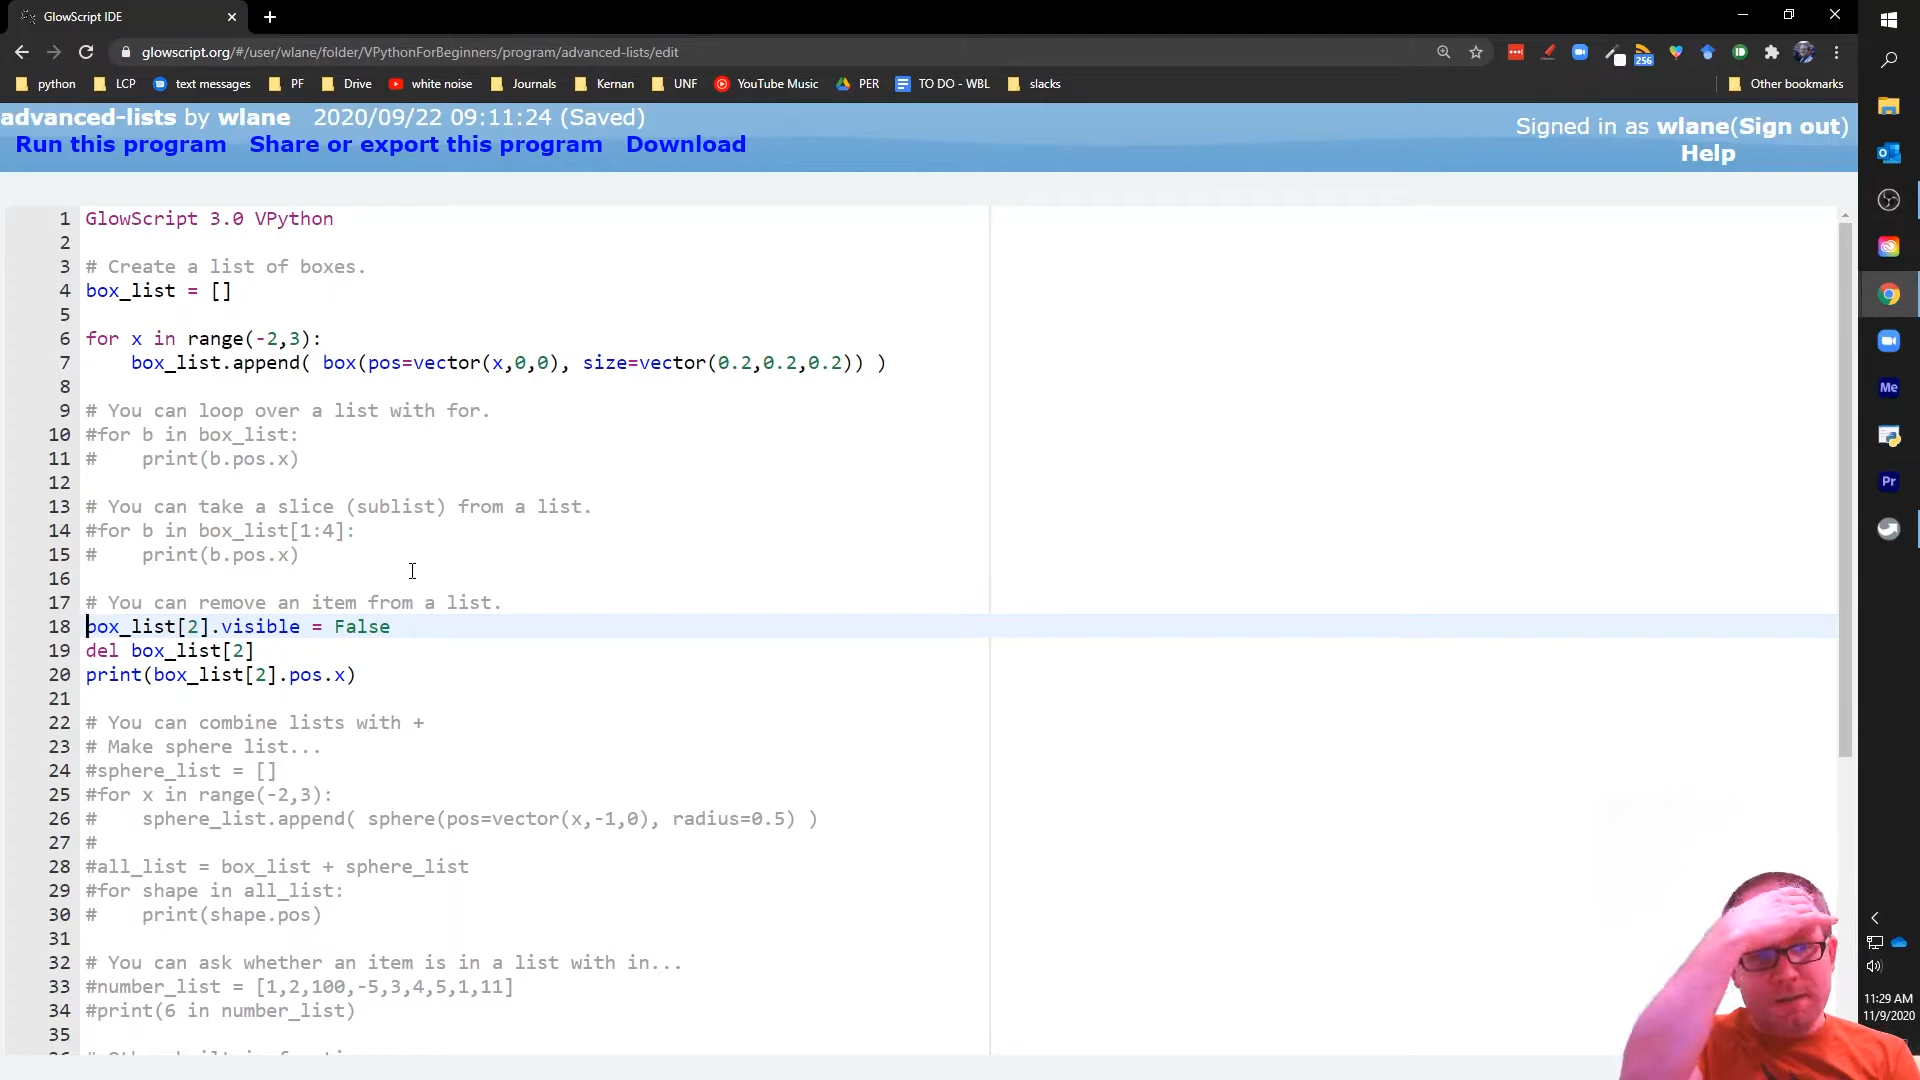 GlowScript IDE
glowscript.org/#/user/wlane/folder/VPythonForBeginners/program/advanced-lists/edit
256
python LCP text messages PF Drive white noise Journals Kernan UNF YouTube Music PER TO DO - WBL slacks Other bookmarks
advanced-lists by wlane 2020/09/22 09:11:24 (Saved)
Signed in as wlane(Sign out)
Run this program Share or export this program Download
Help
1 GlowScript 3.0 VPython
2
3 # Create a list of boxes.
4 box_list = []
5
6 for x in range(-2,3):
7 box_list.append( box(pos=vector(x,0,0), size=vector(0.2,0.2,0.2)) )
8
9 # You can loop over a list with for.
10 #for b in box_list:
11 # print(b.pos.x)
12
13 # You can take a slice (sublist) from a list.
14 #for b in box_list[1:4]:
15 # print(b.pos.x)
16
17 # You can remove an item from a list.
18 box_list[2].visible = False
19 del box_list[2]
20 print(box_list[2].pos.x)
21
22 # You can combine lists with +
23 # Make sphere list...
24 #sphere_list = []
25 #for x in range(-2,3):
26 # sphere_list.append( sphere(pos=vector(x,-1,0), radius=0.5) )
27 #
28 #all_list = box_list + sphere_list
29 #for shape in all_list:
30 # print(shape.pos)
31
32 # You can ask whether an item is in a list with in...
33 #number_list = [1,2,100,-5,3,4,5,1,11]
34 #print(6 in number_list)
35
Me
Pr
11:29 AM
11/9/2020